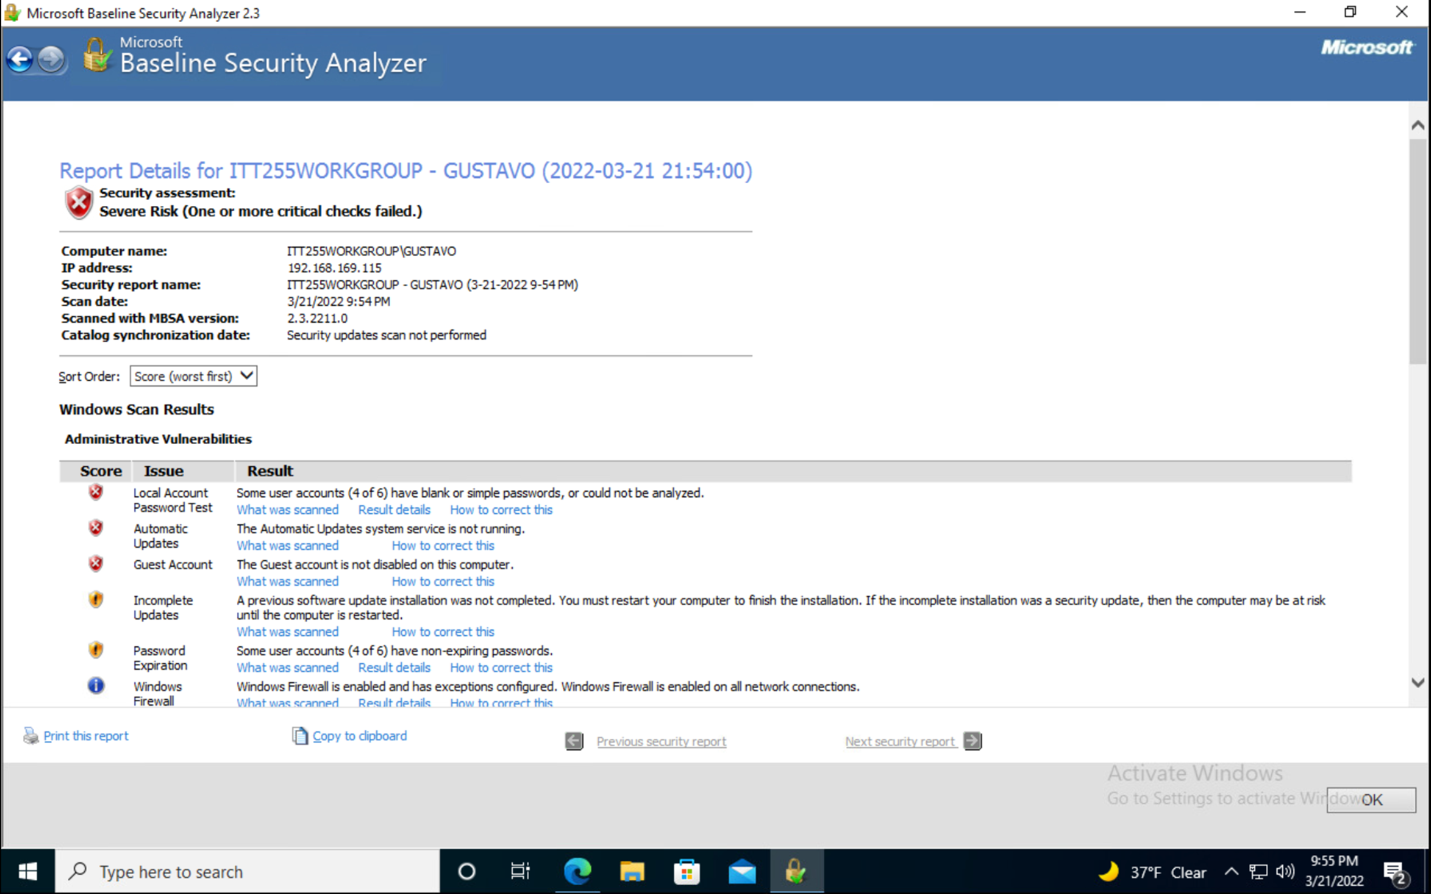 Microsoft Baseline Security Analyzer 2.3
Microsoft
Baseline Security Analyzer
Microsoft
Report Details for ITT255WORKGROUP - GUSTAVO (2022-03-21 21:54:00)
Security assessment:
Severe Risk (One or more critical checks failed.)
Computer name: ITT255WORKGROUP\GUSTAVO
IP address: 192.168.169.115
Security report name: ITT255WORKGROUP - GUSTAVO (3-21-2022 9-54 PM)
Scan date: 3/21/2022 9:54 PM
Scanned with MBSA version: 2.3.2211.0
Catalog synchronization date: Security updates scan not performed
Sort Order: Score (worst first)
Windows Scan Results
Administrative Vulnerabilities
Score Issue Result
Local Account Some user accounts (4 of 6) have blank or simple passwords, or could not be analyzed.
Password Test What was scanned Result details How to correct this
Automatic The Automatic Updates system service is not running.
Updates What was scanned How to correct this
Guest Account The Guest account is not disabled on this computer.
What was scanned How to correct this
Incomplete A previous software update installation was not completed. You must restart your computer to finish the installation. If the incomplete installation was a security update, then the computer may be at risk
Updates until the computer is restarted.
What was scanned How to correct this
Password Some user accounts (4 of 6) have non-expiring passwords.
Expiration What was scanned Result details How to correct this
Windows Windows Firewall is enabled and has exceptions configured. Windows Firewall is enabled on all network connections.
Firewall What was scanned Result details How to correct this
Print this report Copy to clipboard Previous security report Next security report
Activate Windows
Go to Settings to activate Windows
OK
Type here to search
37°F Clear
9:55 PM
3/21/2022
2